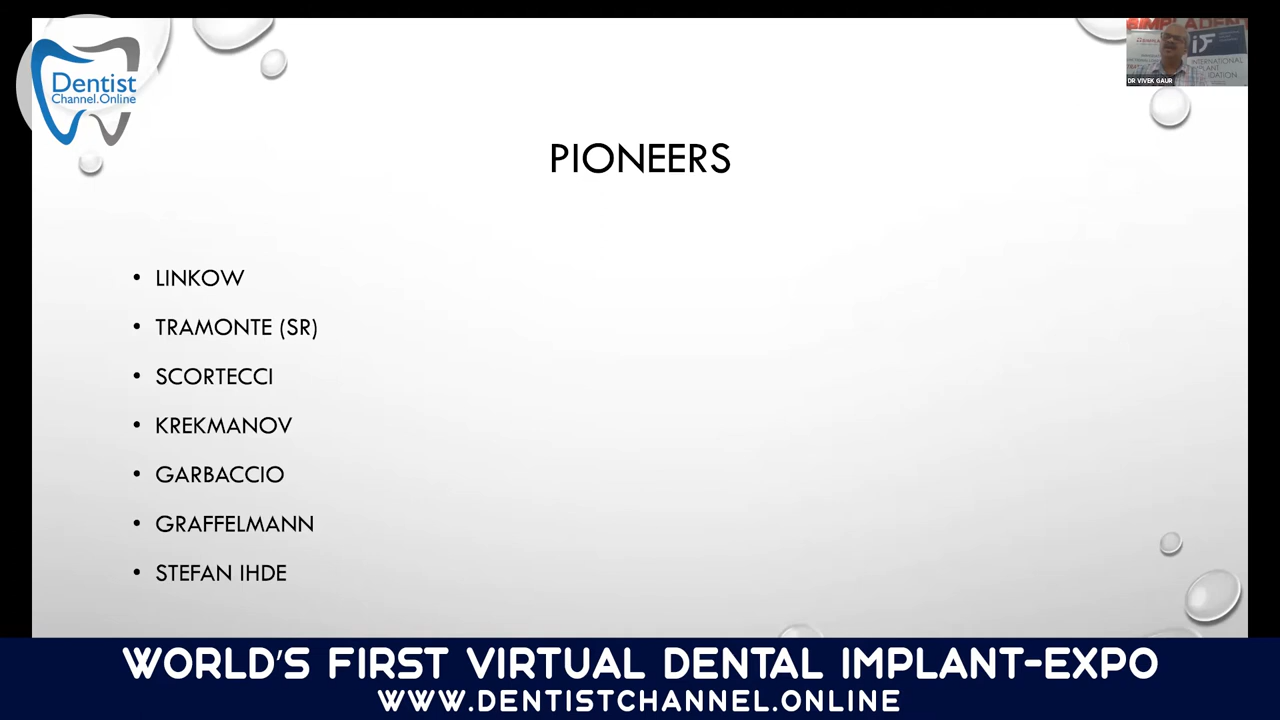 Dentist
Channel.Online
DR VIVEK GAUR
INTERNATIONAL
PIONEERS
• LINKOW
• TRAMONTE (SR)
• SCORTECCI
• KREKMANOV
• GARBACCIO
• GRAFFELMANN
• STEFAN IHDE
WORLD'S FIRST VIRTUAL DENTAL IMPLANT-EXPO
WWW.DENTISTCHANNEL.ONLINE